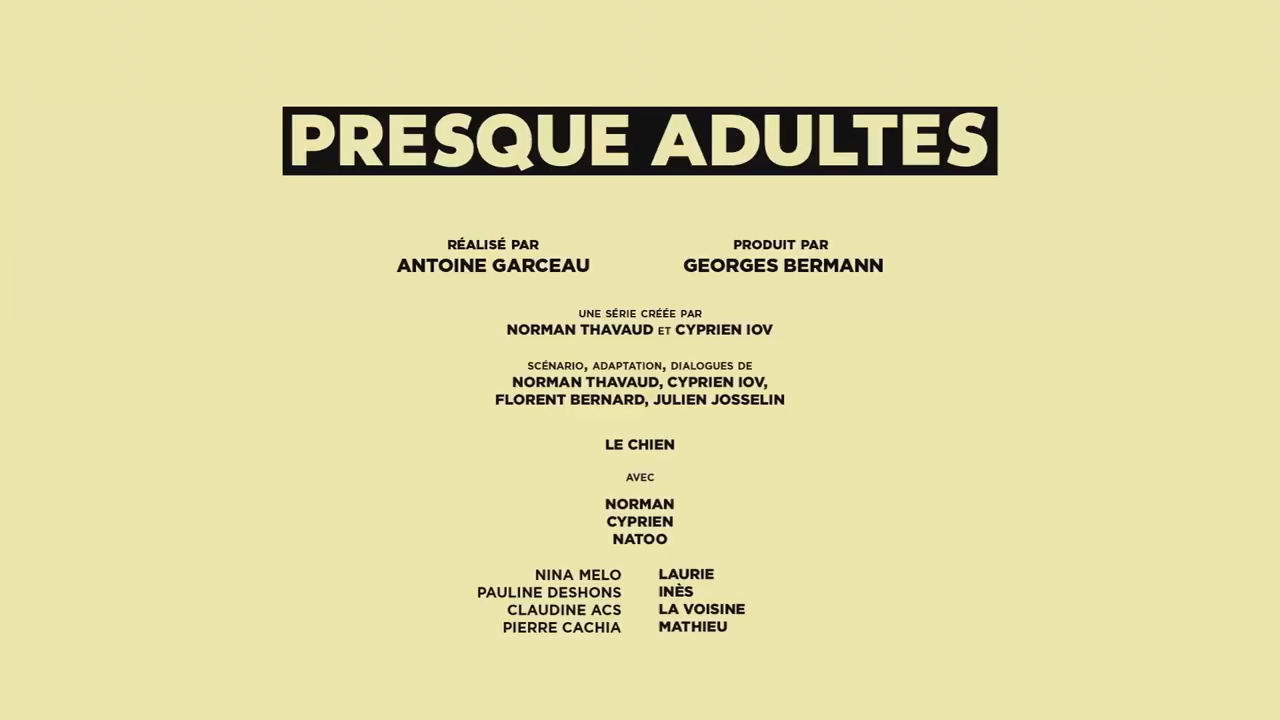 PRESQUE ADULTES
RÉALISÉ PAR
ANTOINE GARCEAU
PRODUIT PAR
GEORGES BERMANN
UNE SÉRIE CRÉÉE PAR
NORMAN THAVAUD ET CYPRIEN IOV
SCÉNARIO, ADAPTATION, DIALOGUES DE
NORMAN THAVAUD, CYPRIEN IOV,
FLORENT BERNARD, JULIEN JOSSELIN
LE CHIEN
AVEC
NORMAN
CYPRIEN
NATOO
NINA MELO LAURIE
PAULINE DESHONS INÈS
CLAUDINE ACS LA VOISINE
PIERRE CACHIA MATHIEU